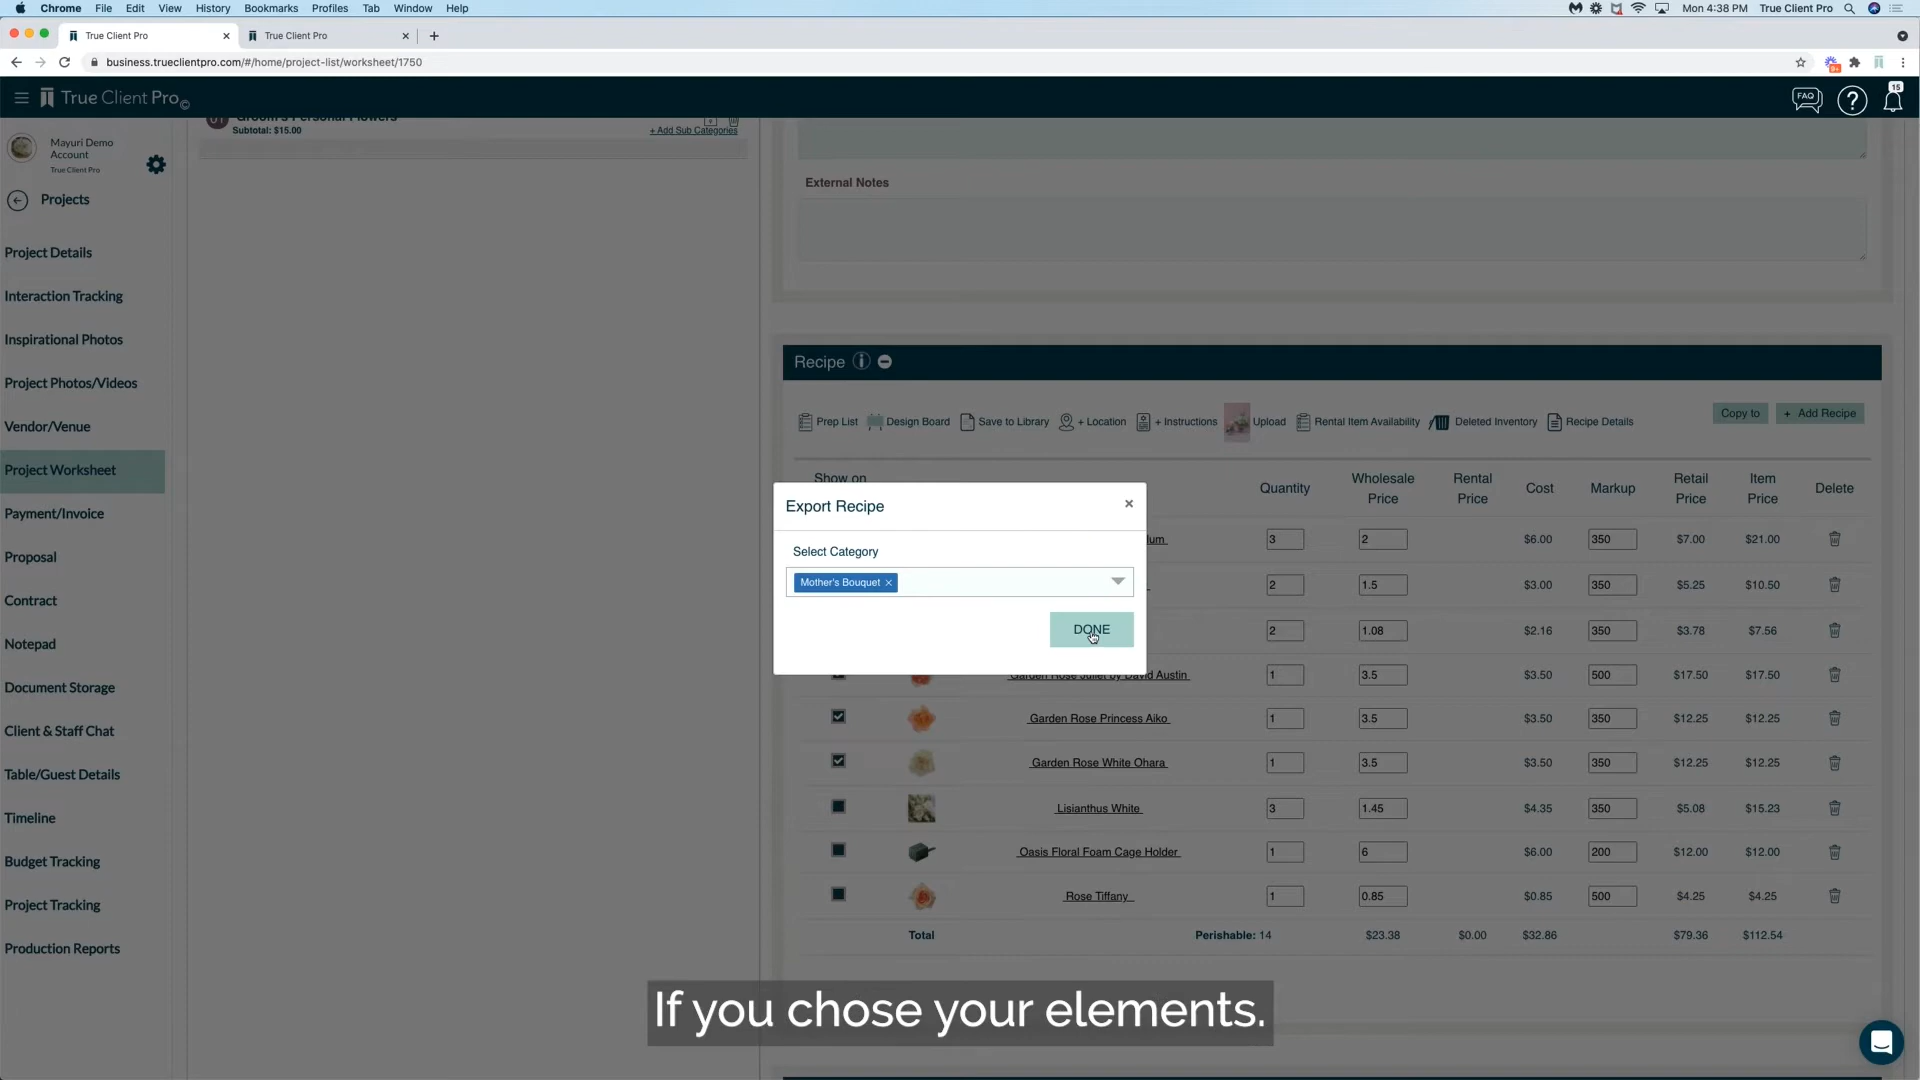 Chrome File Edit View History Bookmarks Profiles Tab Window Help
Mon 4:38 PM True Client Pro
True Client Pro × True Client Pro × +
business.trueclientpro.com/#/home/project-list/worksheet/1750
True Client Pro©
FAQ ? 15
Mayuri Demo
Account
True Client Pro
Projects
Project Details
Interaction Tracking
Inspirational Photos
Project Photos/Videos
Vendor/Venue
Project Worksheet
Payment/Invoice
Proposal
Contract
Notepad
Document Storage
Client & Staff Chat
Table/Guest Details
Timeline
Budget Tracking
Project Tracking
Production Reports
01 Groom's Personal Flowers
Subtotal: $15.00
+ Add Sub Categories
External Notes
Recipe
Prep List Design Board Save to Library + Location + Instructions Upload Rental Item Availability Deleted Inventory Recipe Details
Copy to + Add Recipe
Show on
Quantity Wholesale Price Rental Price Cost Markup Retail Price Item Price Delete
lum 3 2 $6.00 350 $7.00 $21.00
2 1.5 $3.00 350 $5.25 $10.50
2 1.08 $2.16 350 $3.78 $7.56
Garden Rose Juliet by David Austin 1 3.5 $3.50 500 $17.50 $17.50
Garden Rose Princess Aiko 1 3.5 $3.50 350 $12.25 $12.25
Garden Rose White Ohara 1 3.5 $3.50 350 $12.25 $12.25
Lisianthus White 3 1.45 $4.35 350 $5.08 $15.23
Oasis Floral Foam Cage Holder 1 6 $6.00 200 $12.00 $12.00
Rose Tiffany 1 0.85 $0.85 500 $4.25 $4.25
Total Perishable: 14 $23.38 $0.00 $32.86 $79.36 $112.54
Export Recipe ×
Select Category
Mother's Bouquet ×
DONE
If you chose your elements.